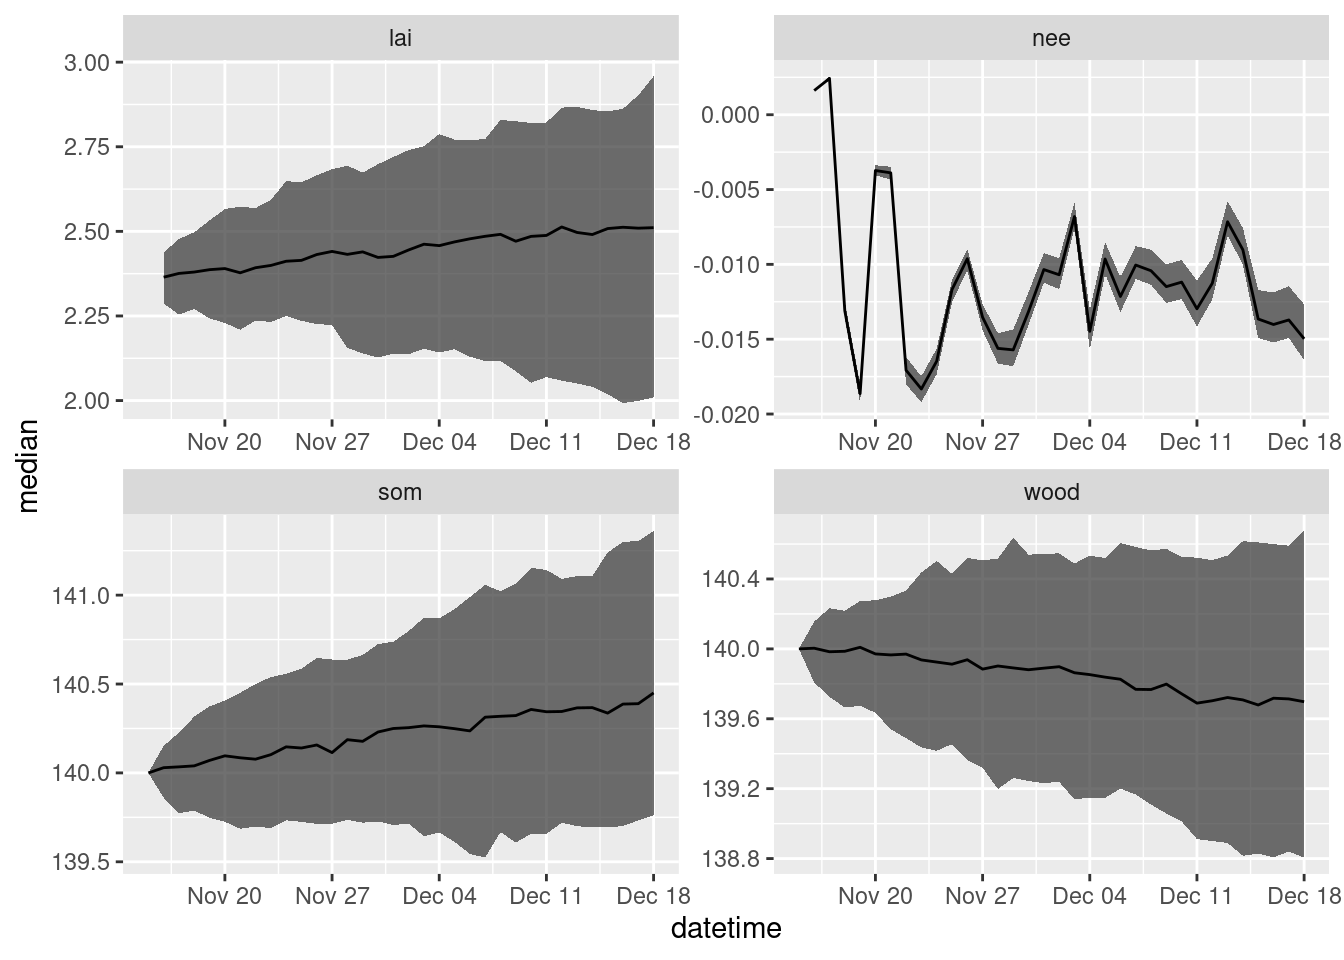 lai
nee
3.00
2.75
2.50
2.25
2.00
0.000
-0.005
-0.010
-0.015
-0.020
Nov 20 Nov 27 Dec 04 Dec 11 Dec 18
Nov 20 Nov 27 Dec 04 Dec 11 Dec 18
median
som
wood
141.0
140.5
140.0
139.5
140.4
140.0
139.6
139.2
138.8
Nov 20 Nov 27 Dec 04 Dec 11 Dec 18
Nov 20 Nov 27 Dec 04 Dec 11 Dec 18
datetime